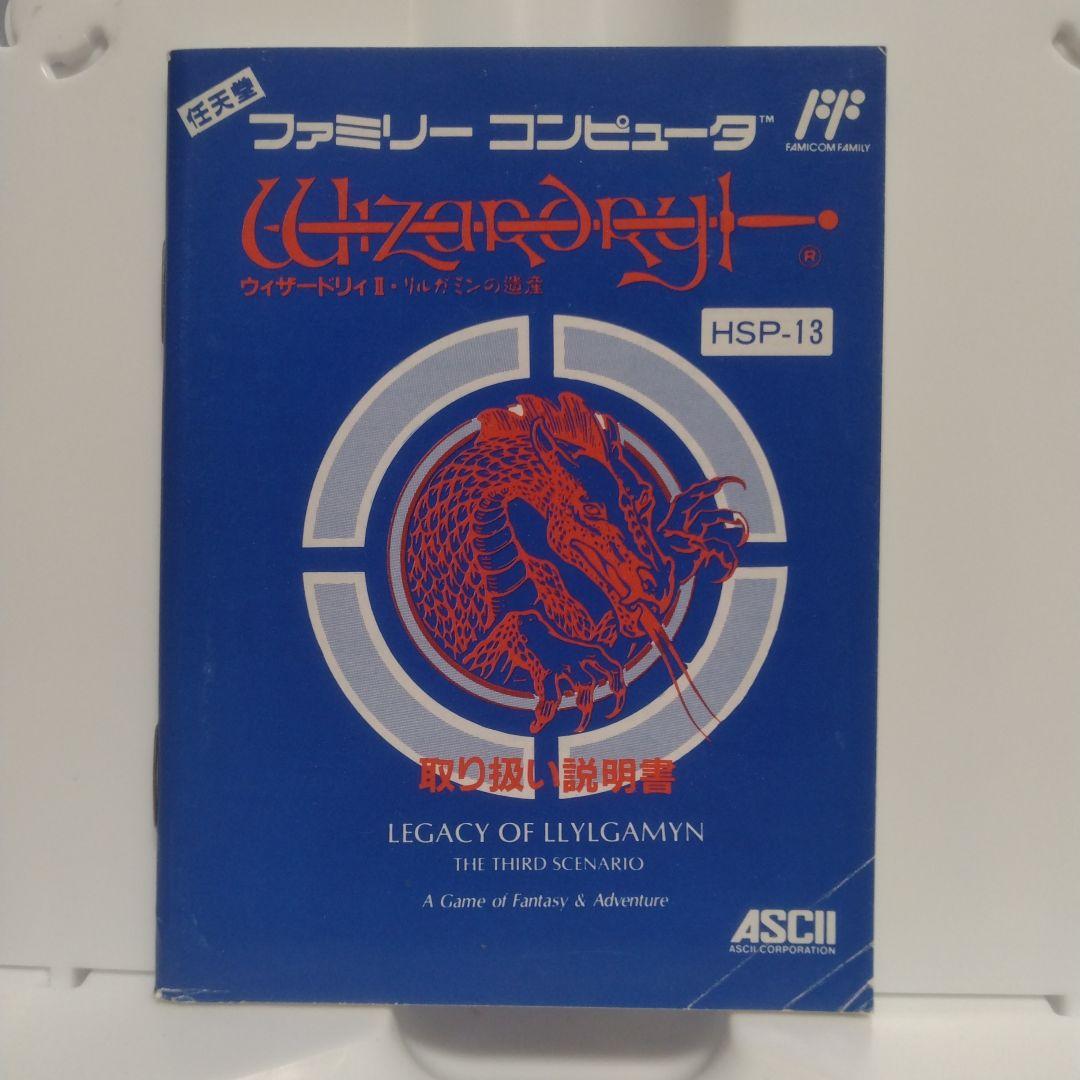 任天堂
ファミリー コンピュータ™
FAMICOM FAMILY
Wizardry
®
ウィザードリィⅡ・リルガミンの遺産
HSP-13
取り扱い説明書
LEGACY OF LLYLGAMYN
THE THIRD SCENARIO
A Game of Fantasy & Adventure
ASCII
ASCII CORPORATION